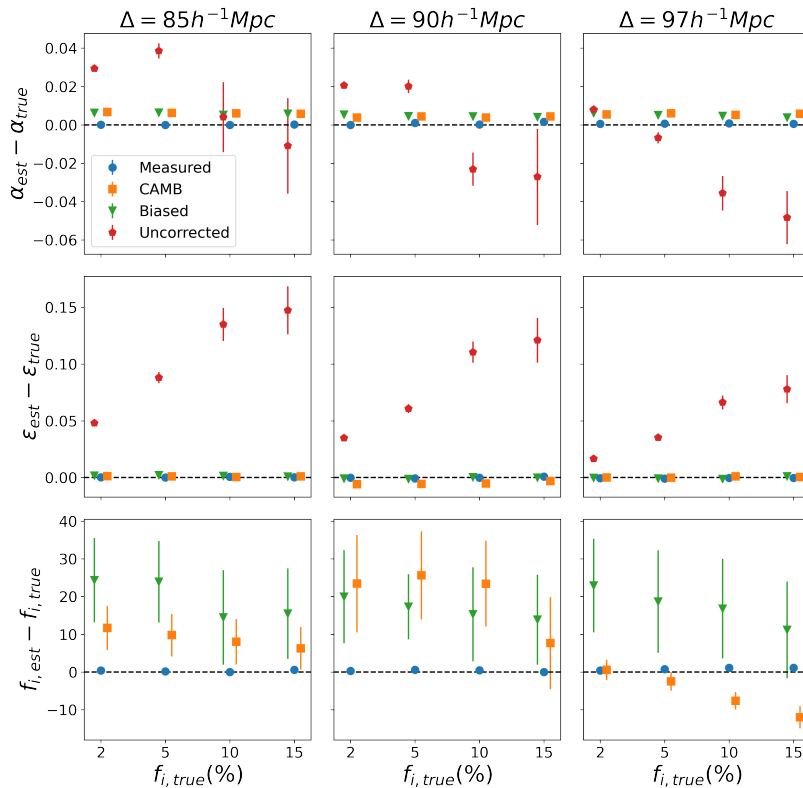 Δ = 85h⁻¹Mpc Δ = 90h⁻¹Mpc Δ = 97h⁻¹Mpc
α_est − α_true
0.04
0.02
0.00
−0.02
−0.04
−0.06
Measured
CAMB
Biased
Uncorrected
ε_est − ε_true
0.15
0.10
0.05
0.00
f_i,est − f_i,true
40
30
20
10
0
−10
2 5 10 15 2 5 10 15 2 5 10 15
f_i,true(%) f_i,true(%) f_i,true(%)